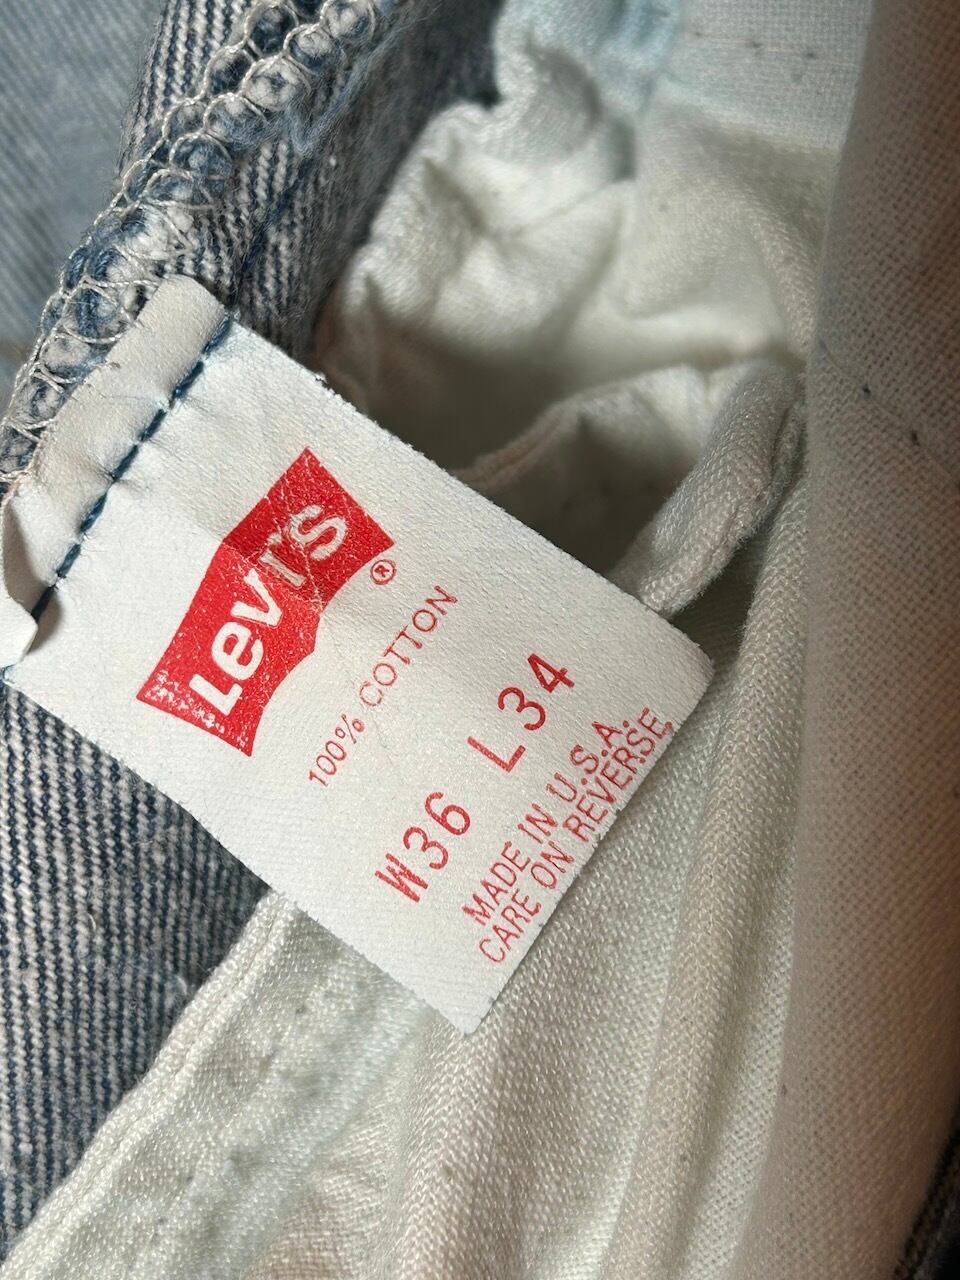 Levi's
®
100% COTTON
W36 L34
MADE IN U.S.A.
CARE ON REVERSE